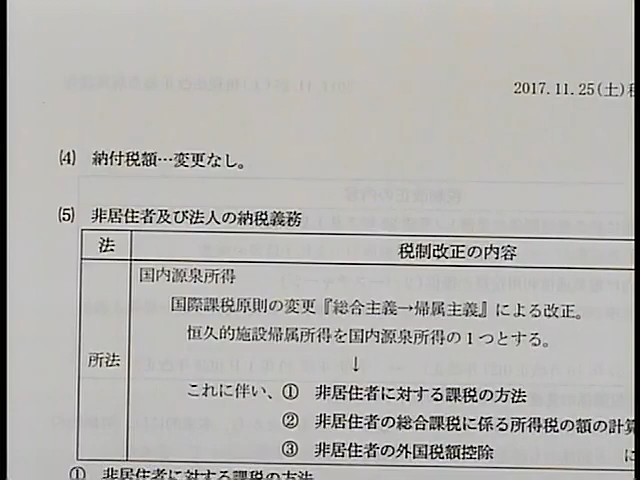 2017.11.25(土)
⑷ 納付税額…変更なし。
⑸ 非居住者及び法人の納税義務
法 税制改正の内容
国内源泉所得
国際課税原則の変更『総合主義→帰属主義』による改正。
恒久的施設帰属所得を国内源泉所得の1つとする。
↓
所法
これに伴い、① 非居住者に対する課税の方法
② 非居住者の総合課税に係る所得税の額の計算
③ 非居住者の外国税額控除 に
① 非居住者に対する課税の方法